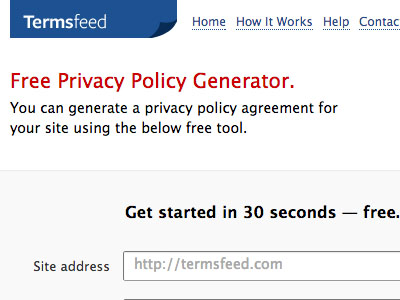 Termsfeed
Home How It Works Help Contac
Free Privacy Policy Generator.
You can generate a privacy policy agreement for
your site using the below free tool.
Get started in 30 seconds — free.
Site address http://termsfeed.com